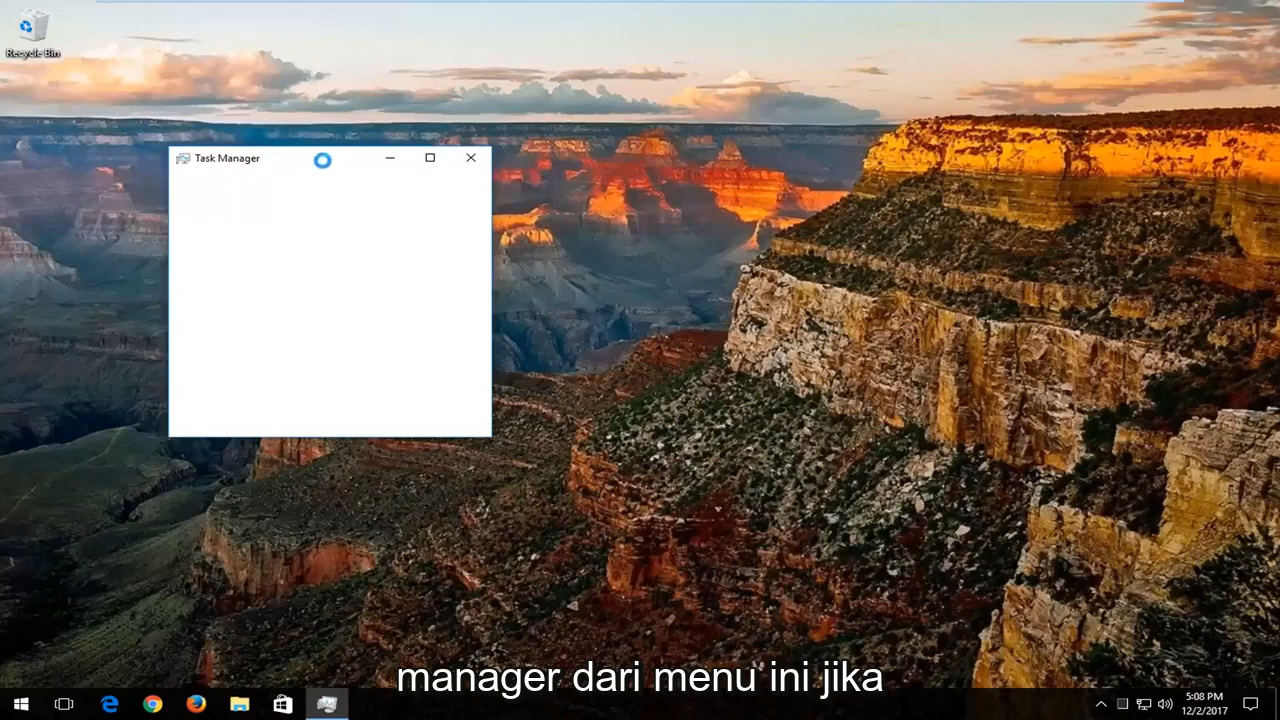 Recycle Bin
Task Manager
manager dari menu ini jika
5:08 PM
12/2/2017